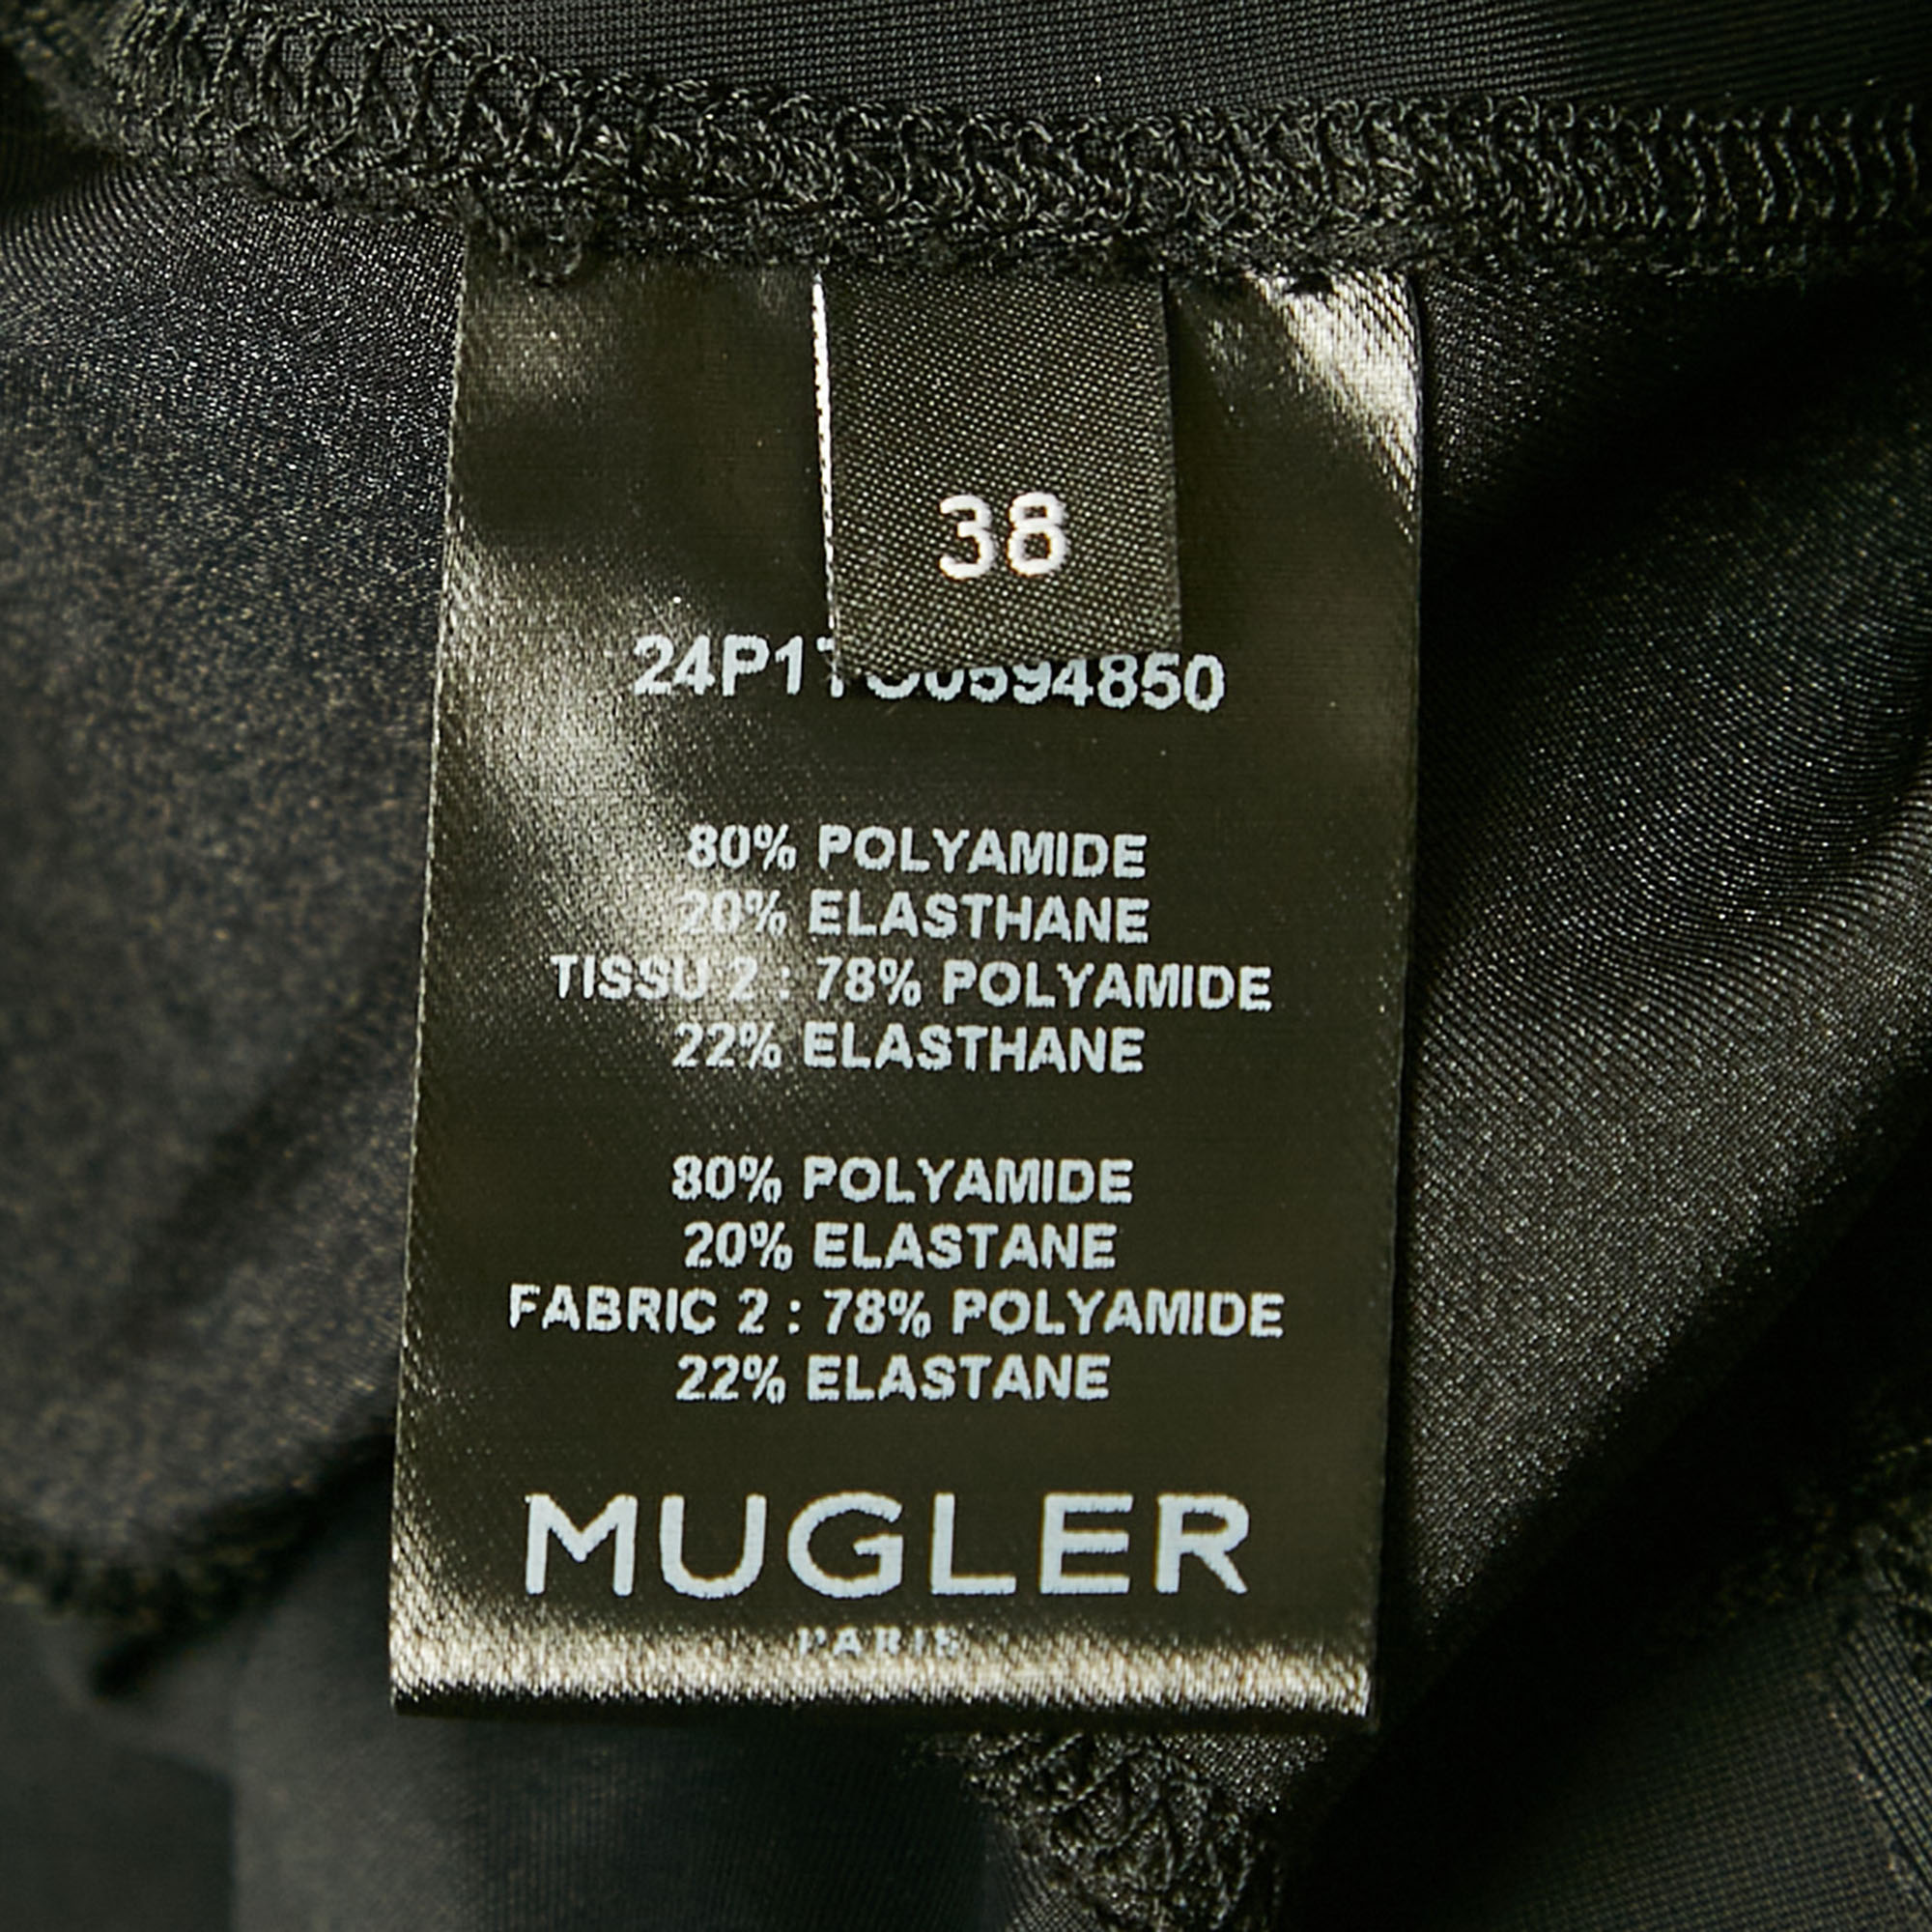 38
80% POLYAMIDE
20% ELASTHANE
TISSU 2 : 78% POLYAMIDE
22% ELASTHANE
80% POLYAMIDE
20% ELASTANE
FABRIC 2 : 78% POLYAMIDE
22% ELASTANE
MUGLER
PARIS